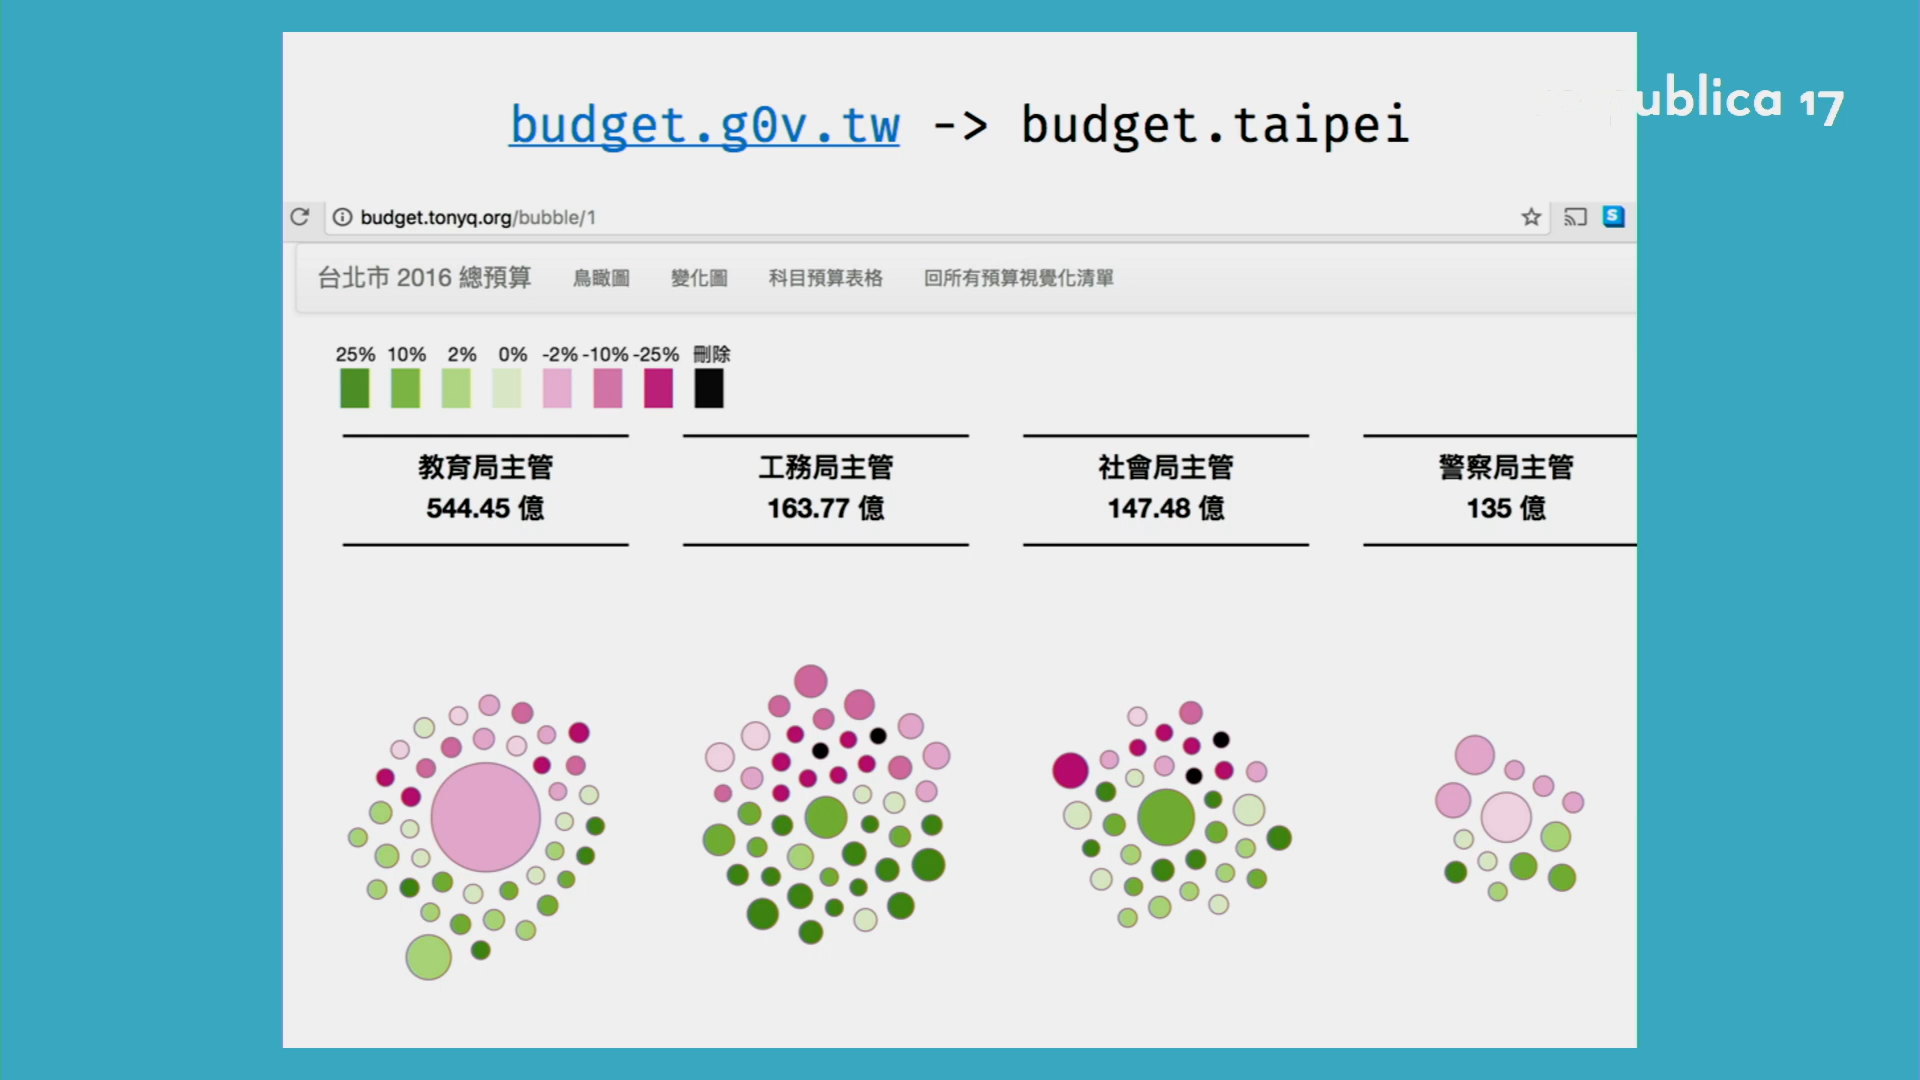 budget.g0v.tw -> budget.taipei
ublica 17
budget.tonyq.org/bubble/1
S
台北市 2016 總預算 鳥瞰圖 變化圖 科目預算表格 回所有預算視覺化清單
25% 10% 2% 0% -2% -10% -25% 刪除
教育局主管 工務局主管 社會局主管 警察局主管
544.45 億 163.77 億 147.48 億 135 億